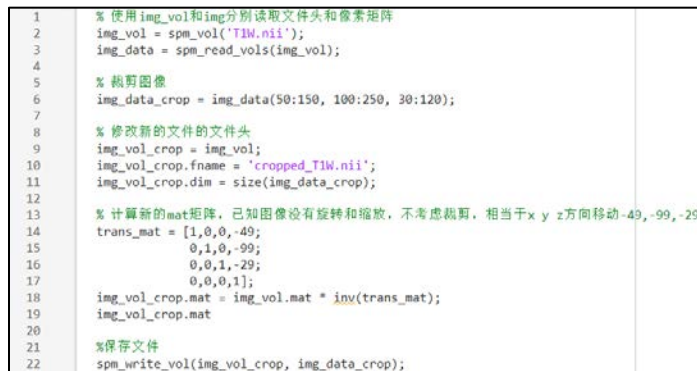 1 % 使用img_vol和img分别读取文件头和像素矩阵
2 img_vol = spm_vol('T1W.nii');
3 img_data = spm_read_vols(img_vol);
4
5 % 裁剪图像
6 img_data_crop = img_data(50:150, 100:250, 30:120);
7
8 % 修改新的文件的文件头
9 img_vol_crop = img_vol;
10 img_vol_crop.fname = 'cropped_T1W.nii';
11 img_vol_crop.dim = size(img_data_crop);
12
13 % 计算新的mat矩阵，已知图像没有旋转和缩放，不考虑裁剪，相当于x y z方向移动-49,-99,-29
14 trans_mat = [1,0,0,-49;
15 0,1,0,-99;
16 0,0,1,-29;
17 0,0,0,1];
18 img_vol_crop.mat = img_vol.mat * inv(trans_mat);
19 img_vol_crop.mat
20
21 %保存文件
22 spm_write_vol(img_vol_crop, img_data_crop);